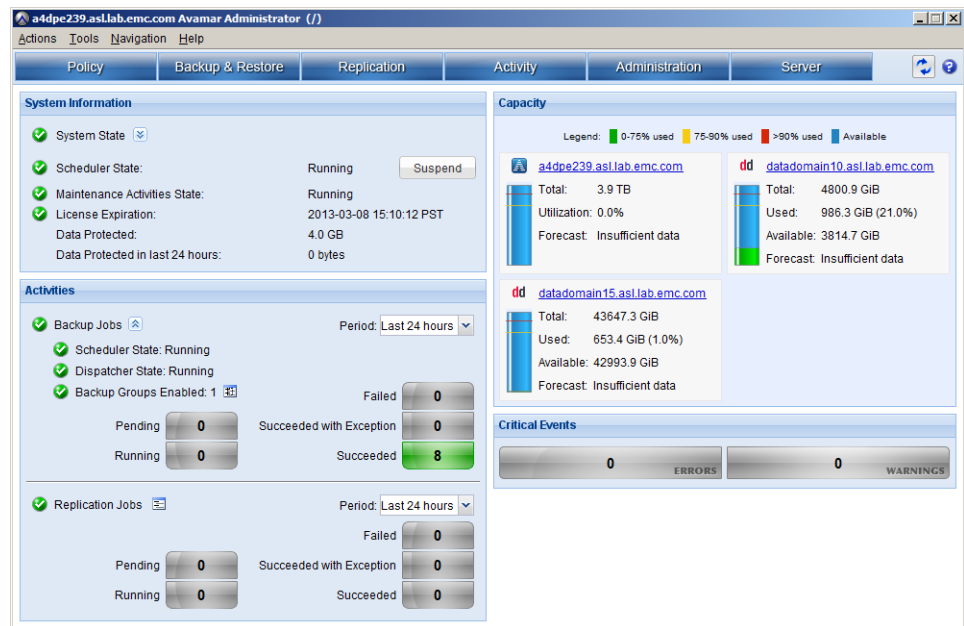 a4dpe239.asl.lab.emc.com Avamar Administrator (/)
Actions Tools Navigation Help
Policy Backup & Restore Replication Activity Administration Server
System Information
System State
Scheduler State: Running Suspend
Maintenance Activities State: Running
License Expiration: 2013-03-08 15:10:12 PST
Data Protected: 4.0 GB
Data Protected in last 24 hours: 0 bytes
Activities
Backup Jobs Period: Last 24 hours
Scheduler State: Running
Dispatcher State: Running
Backup Groups Enabled: 1
Failed 0
Pending 0 Succeeded with Exception 0
Running 0 Succeeded 8
Replication Jobs Period: Last 24 hours
Failed 0
Pending 0 Succeeded with Exception 0
Running 0 Succeeded 0
Capacity
Legend: 0-75% used 75-90% used >90% used Available
a4dpe239.asl.lab.emc.com
Total: 3.9 TB
Utilization: 0.0%
Forecast: Insufficient data
dd datadomain10.asl.lab.emc.com
Total: 4800.9 GiB
Used: 986.3 GiB (21.0%)
Available: 3814.7 GiB
Forecast: Insufficient data
dd datadomain15.asl.lab.emc.com
Total: 43647.3 GiB
Used: 653.4 GiB (1.0%)
Available: 42993.9 GiB
Forecast: Insufficient data
Critical Events
0 ERRORS 0 WARNINGS